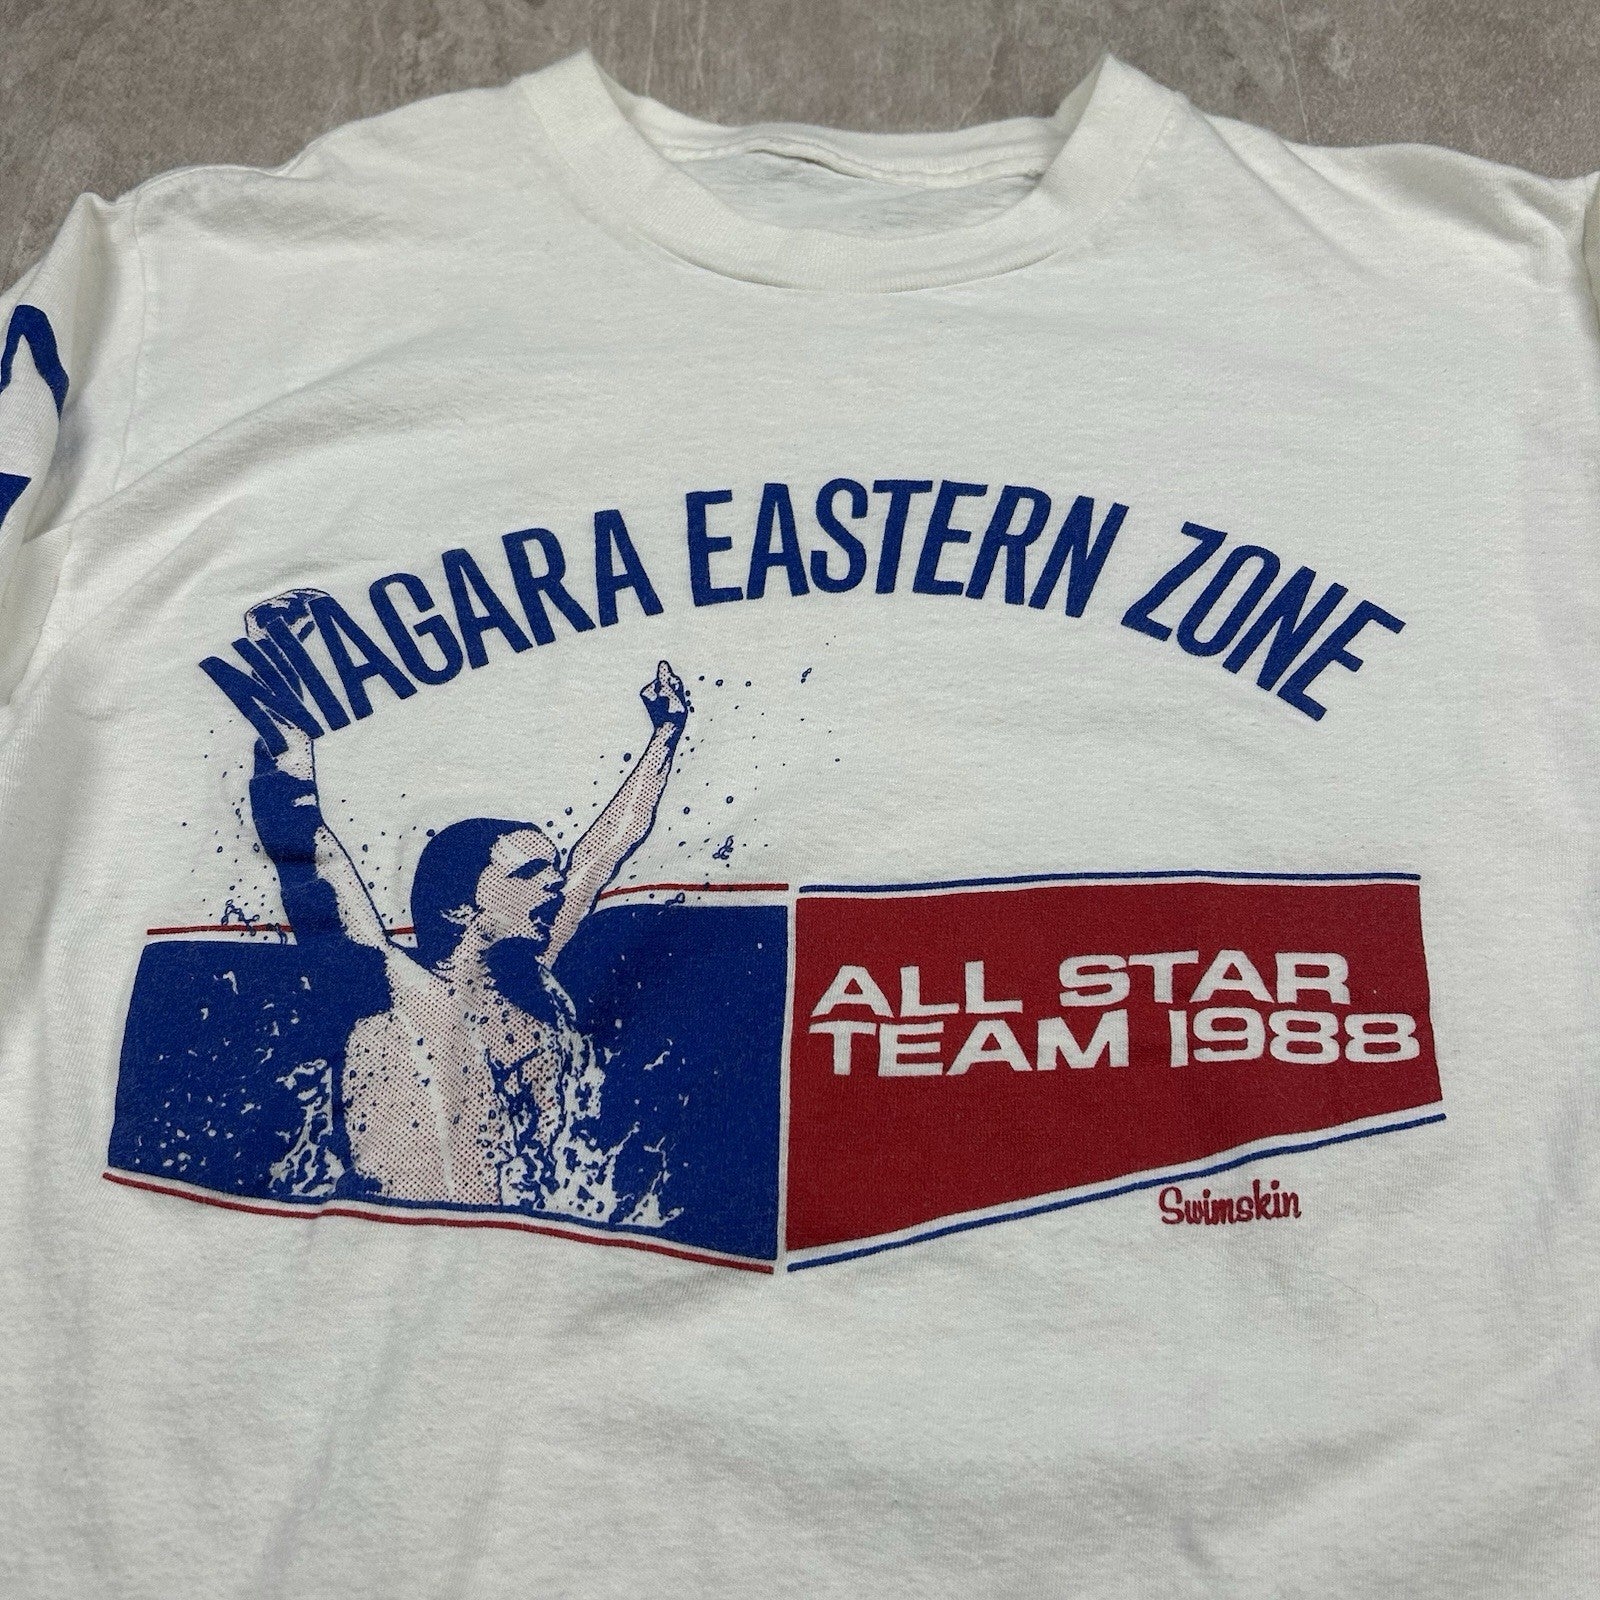 NIAGARA EASTERN ZONE
ALL STAR
TEAM 1988
Swimskin